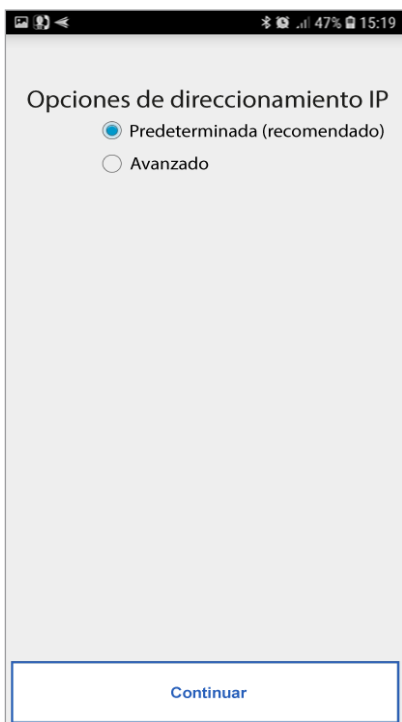 47% 15:19
Opciones de direccionamiento IP
Predeterminada (recomendado)
Avanzado
Continuar